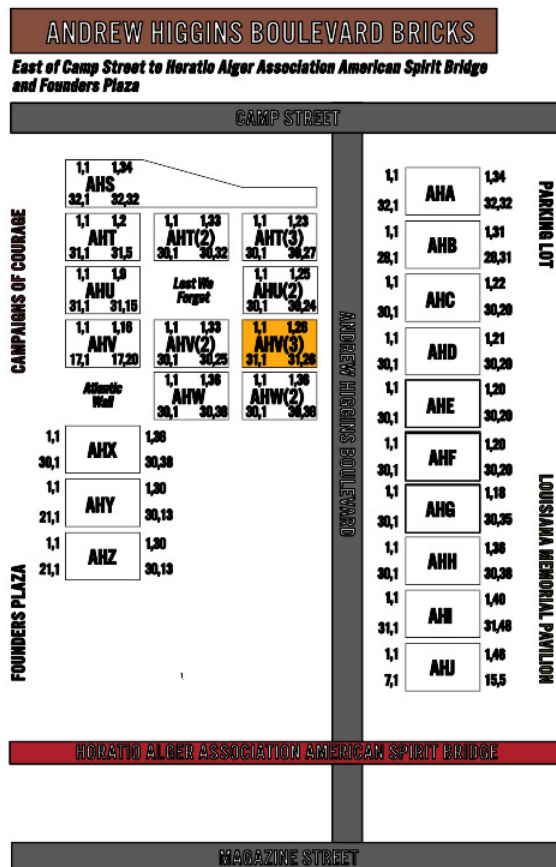 ANDREW HIGGINS BOULEVARD BRICKS
East of Camp Street to Horatio Alger Association American Spirit Bridge
and Founders Plaza
CAMP STREET
1,1 1,34
AHS
32,1 32,32
1,1 1,2
AHT
31,1 31,5
1,1 1,33
AHT(2)
30,1 30,32
1,1 1,23
AHT(3)
30,1 30,27
1,1 1,9
AHU
31,1 31,15
Lest We
Forget
1,1 1,25
AHU(2)
30,1 30,24
1,1 1,16
AHV
17,1 17,20
1,1 1,33
AHV(2)
30,1 30,25
1,1 1,26
AHV(3)
31,1 31,26
Atlantic
Wall
1,1 1,36
AHW
30,1 30,38
1,1 1,36
AHW(2)
30,1 30,38
1,1 1,36
AHX
30,1 30,38
1,1 1,30
AHY
21,1 30,13
1,1 1,30
AHZ
21,1 30,13
CAMPAIGNS OF COURAGE
FOUNDERS PLAZA
ANDREW HIGGINS BOULEVARD
1,1 1,34
AHA
32,1 32,32
1,1 1,31
AHB
28,1 28,31
1,1 1,22
AHC
30,1 30,20
1,1 1,21
AHD
30,1 30,20
1,1 1,20
AHE
30,1 30,20
1,1 1,20
AHF
30,1 30,20
1,1 1,18
AHG
30,1 30,35
1,1 1,36
AHH
30,1 30,38
1,1 1,40
AHI
31,1 31,48
1,1 1,46
AHJ
7,1 15,5
PARKING LOT
LOUISIANA MEMORIAL PAVILION
HORATIO ALGER ASSOCIATION AMERICAN SPIRIT BRIDGE
MAGAZINE STREET